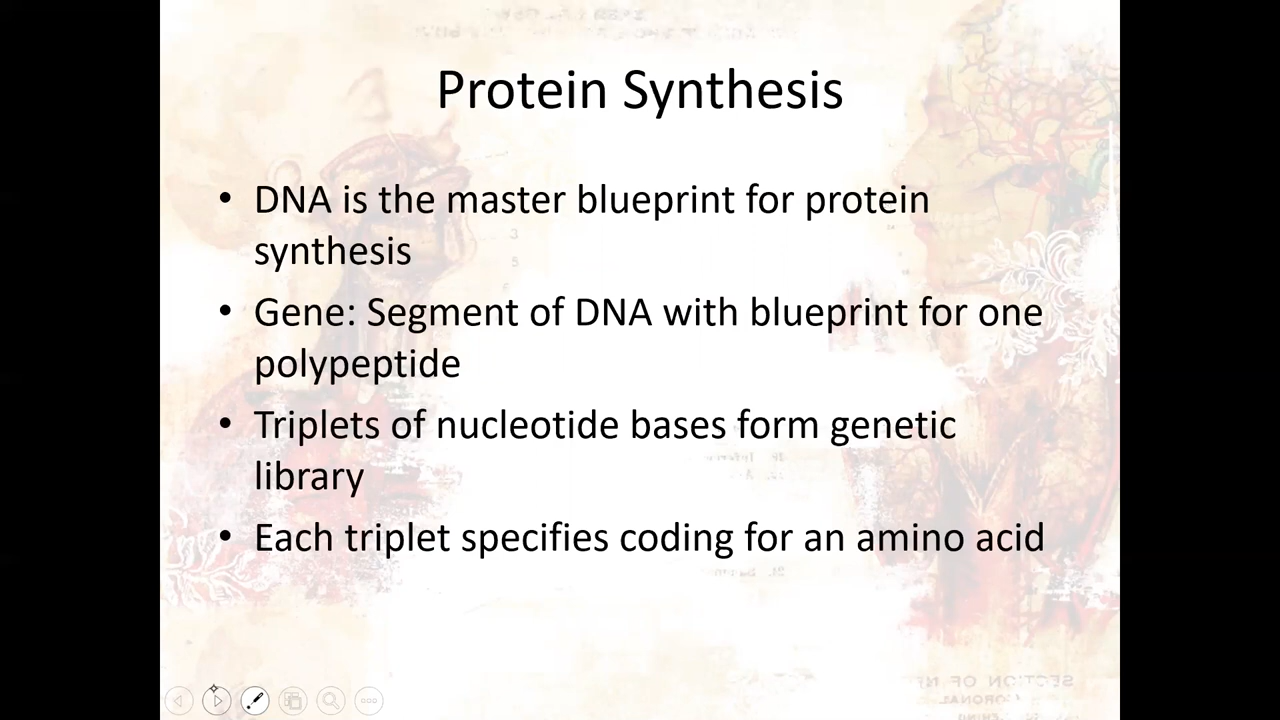 Protein Synthesis
• DNA is the master blueprint for protein
synthesis
• Gene: Segment of DNA with blueprint for one
polypeptide
• Triplets of nucleotide bases form genetic
library
• Each triplet specifies coding for an amino acid